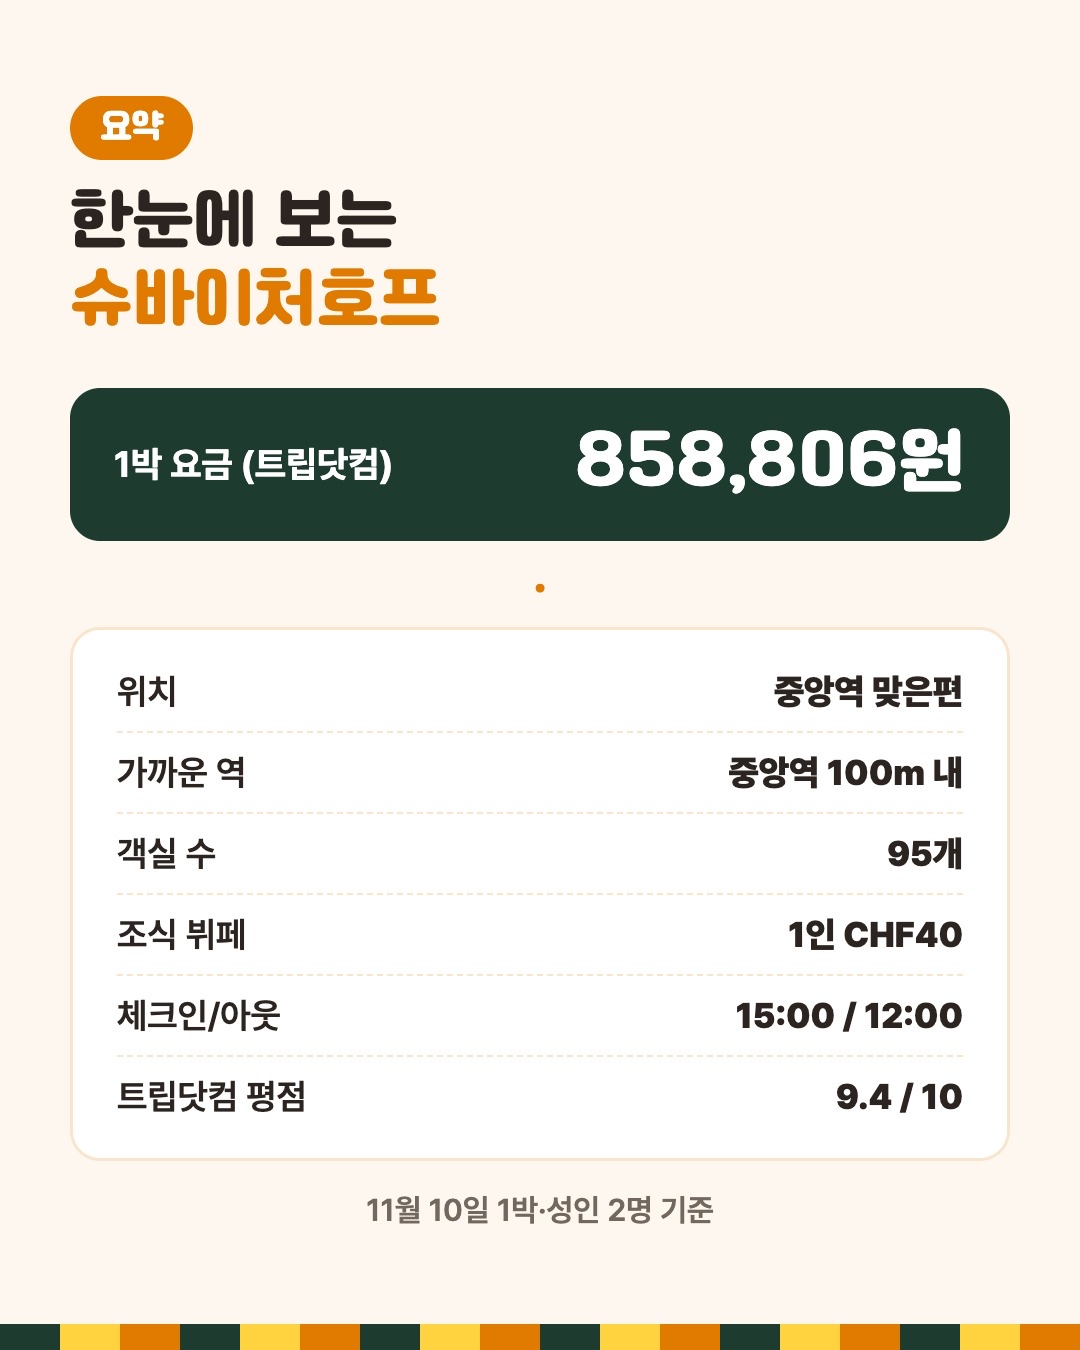 요약
한눈에 보는
슈바이처호프
1박 요금 (트립닷컴) 858,806원
위치 중앙역 맞은편
가까운 역 중앙역 100m 내
객실 수 95개
조식 뷔페 1인 CHF40
체크인/아웃 15:00 / 12:00
트립닷컴 평점 9.4 / 10
11월 10일 1박·성인 2명 기준